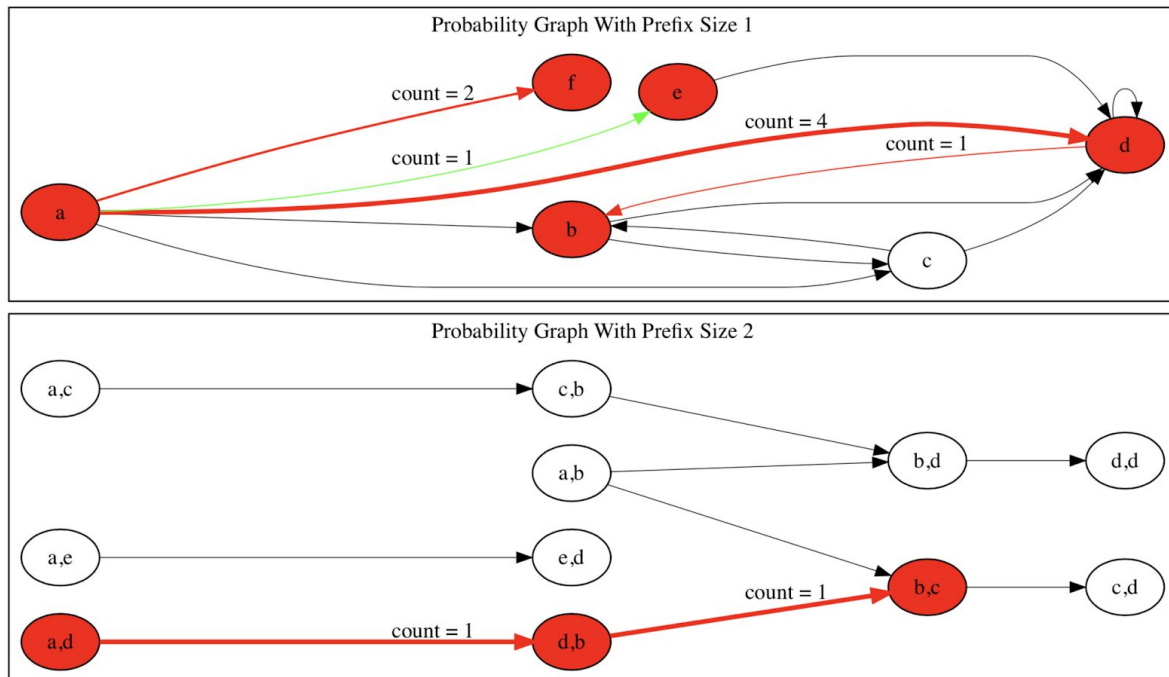 Probability Graph With Prefix Size 1
f
count = 2
e
count = 4
count = 1
count = 1
d
a
b
c
Probability Graph With Prefix Size 2
a,c
c,b
b,d
d,d
a,b
a,e
e,d
b,c
c,d
count = 1
count = 1
a,d
d,b